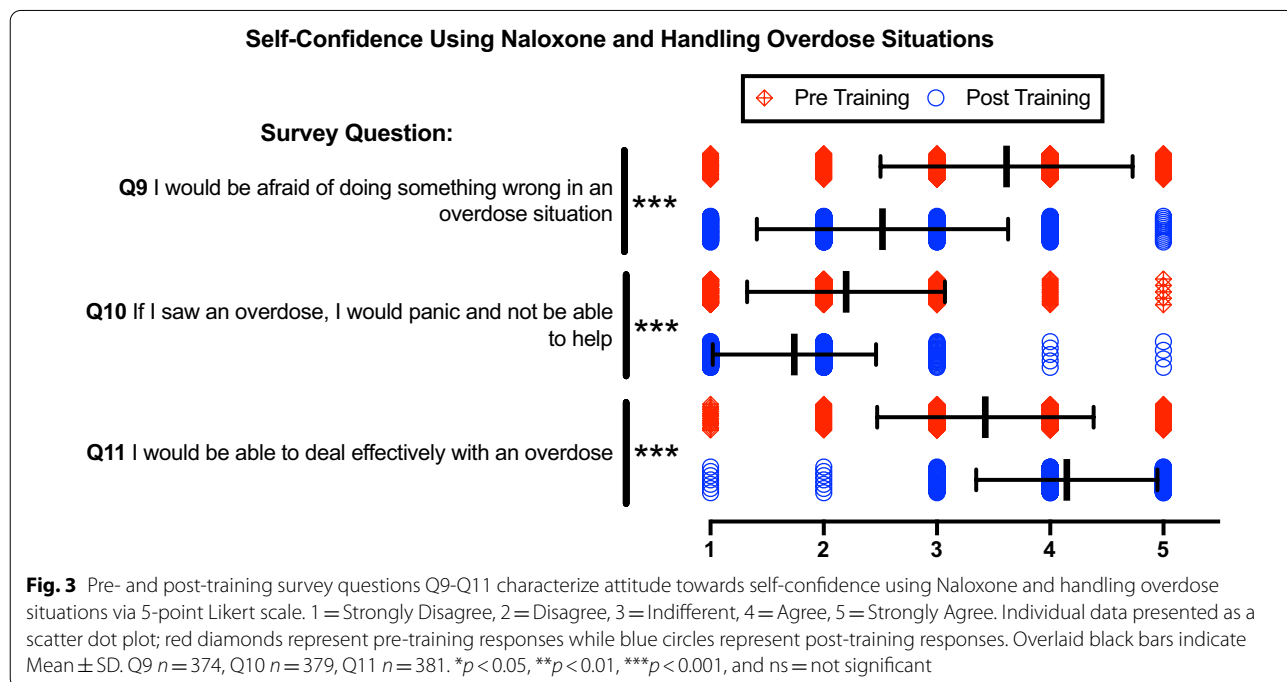 Self-Confidence Using Naloxone and Handling Overdose Situations
Pre Training Post Training
Survey Question:
Q9 I would be afraid of doing something wrong in an
overdose situation
***
Q10 If I saw an overdose, I would panic and not be able
to help
***
Q11 I would be able to deal effectively with an overdose
***
1 2 3 4 5
Fig. 3 Pre- and post-training survey questions Q9-Q11 characterize attitude towards self-confidence using Naloxone and handling overdose
situations via 5-point Likert scale. 1 = Strongly Disagree, 2 = Disagree, 3 = Indifferent, 4 = Agree, 5 = Strongly Agree. Individual data presented as a
scatter dot plot; red diamonds represent pre-training responses while blue circles represent post-training responses. Overlaid black bars indicate
Mean ± SD. Q9 n = 374, Q10 n = 379, Q11 n = 381. *p < 0.05, **p < 0.01, ***p < 0.001, and ns = not significant